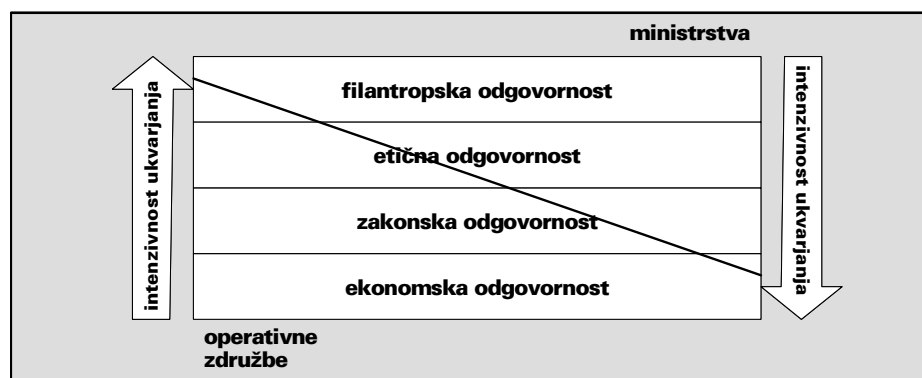 ministrstva
intenzivnost ukvarjanja
filantropska odgovornost
etična odgovornost
zakonska odgovornost
ekonomska odgovornost
intenzivnost ukvarjanja
operativne
združbe